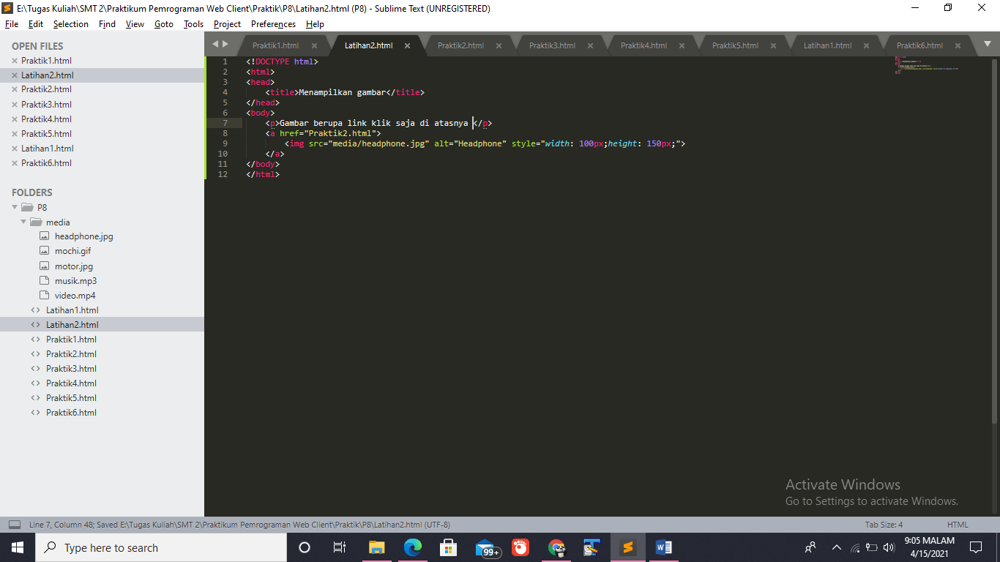 E:\Tugas Kuliah\SMT 2\Praktikum Pemrograman Web Client\Praktik\P8\Latihan2.html (P8) - Sublime Text (UNREGISTERED)
File Edit Selection Find View Goto Tools Project Preferences Help
OPEN FILES
Praktik1.html
Latihan2.html
Praktik2.html
Praktik3.html
Praktik4.html
Praktik5.html
Latihan1.html
Praktik6.html
FOLDERS
P8
media
headphone.jpg
mochi.gif
motor.jpg
musik.mp3
video.mp4
Latihan1.html
Latihan2.html
Praktik1.html
Praktik2.html
Praktik3.html
Praktik4.html
Praktik5.html
Praktik6.html
Praktik1.html Latihan2.html Praktik2.html Praktik3.html Praktik4.html Praktik5.html Latihan1.html Praktik6.html
1 <!DOCTYPE html>
2 <html>
3 <head>
4 <title>Menampilkan gambar</title>
5 </head>
6 <body>
7 <p>Gambar berupa link klik saja di atasnya </p>
8 <a href="Praktik2.html">
9 <img src="media/headphone.jpg" alt="Headphone" style="width: 100px;height: 150px;">
10 </a>
11 </body>
12 </html>
Activate Windows
Go to Settings to activate Windows.
Line 7, Column 48; Saved E:\Tugas Kuliah\SMT 2\Praktikum Pemrograman Web Client\Praktik\P8\Latihan2.html (UTF-8) Tab Size: 4 HTML
Type here to search
99+
9:05 MALAM
4/15/2021